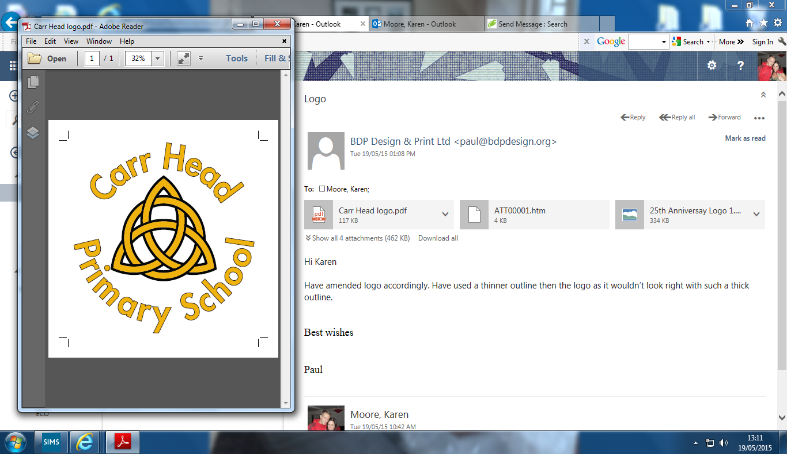 Carr Head logo.pdf - Adobe Reader
File Edit View Window Help
Open 1 / 1 32% Tools Fill & S
Carr Head
Primary School
Karen - Outlook
Moore, Karen - Outlook
Send Message : Search
Google Search More >> Sign In
Logo
Reply Reply all Forward
Mark as read
BDP Design & Print Ltd <paul@bdpdesign.org>
Tue 19/05/15 01:08 PM
To: Moore, Karen;
Carr Head logo.pdf
117 KB
ATT00001.htm
4 KB
25th Anniversay Logo 1....
334 KB
Show all 4 attachments (462 KB) Download all
Hi Karen
Have amended logo accordingly. Have used a thinner outline then the logo as it wouldn't look right with such a thick
outline.
Best wishes
Paul
Moore, Karen
Tue 19/05/15 10:42 AM
SIMS
13:11
19/05/2015